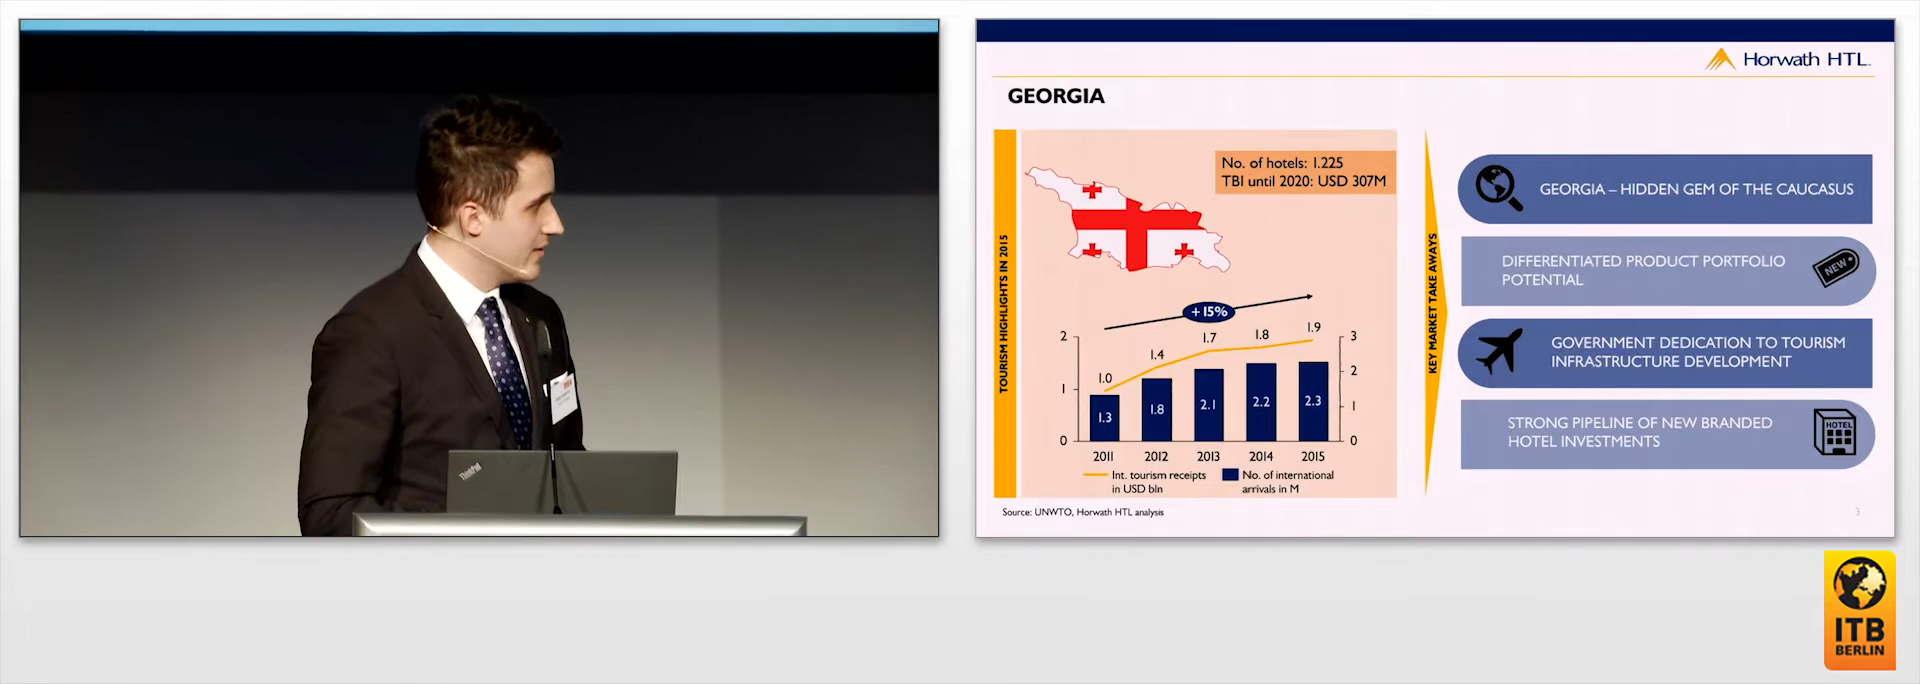 ThinkPad
Horwath HTL
GEORGIA
TOURISM HIGHLIGHTS IN 2015
No. of hotels: 1.225
TBI until 2020: USD 307M
+15%
2
1
0
3
2
1
0
1.0
1.4
1.7
1.8
1.9
1.3
1.8
2.1
2.2
2.3
2011 2012 2013 2014 2015
Int. tourism receipts
in USD bln
No. of international
arrivals in M
KEY MARKET TAKE AWAYS
GEORGIA – HIDDEN GEM OF THE CAUCASUS
DIFFERENTIATED PRODUCT PORTFOLIO
POTENTIAL
NEW
GOVERNMENT DEDICATION TO TOURISM
INFRASTRUCTURE DEVELOPMENT
STRONG PIPELINE OF NEW BRANDED
HOTEL INVESTMENTS
HOTEL
Source: UNWTO, Horwath HTL analysis
3
ITB
BERLIN